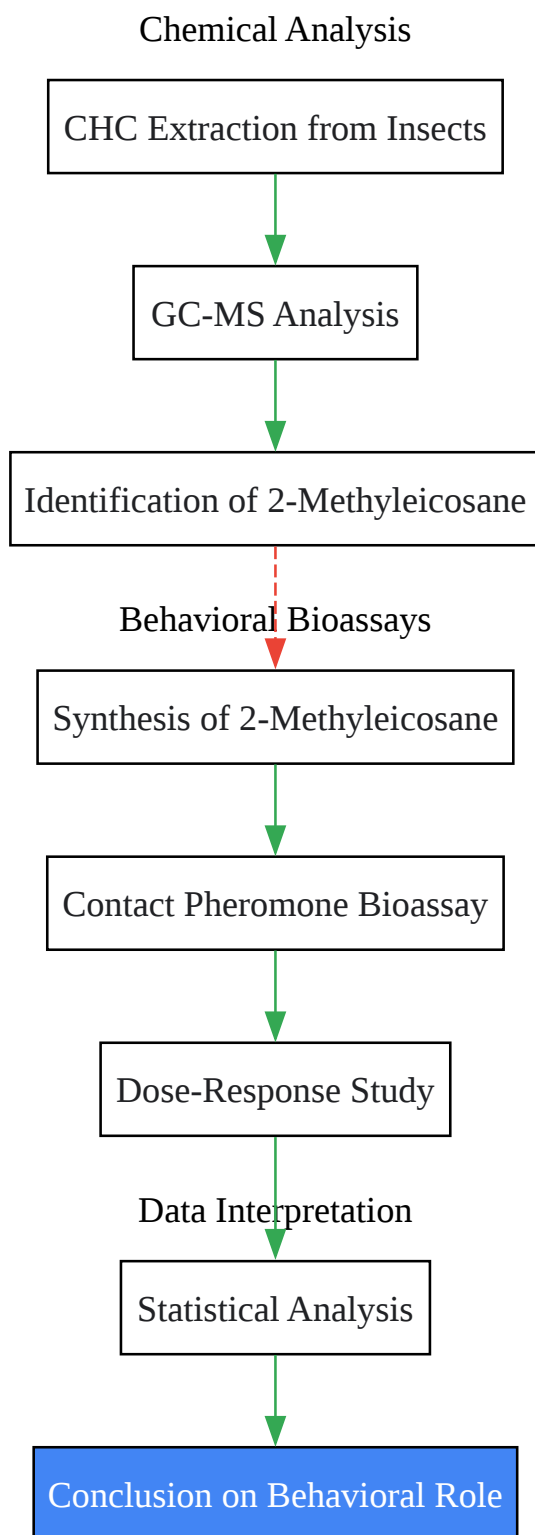 Chemical Analysis
CHC Extraction from Insects
GC-MS Analysis
Identification of 2-Methyleicosane
Behavioral Bioassays
Synthesis of 2-Methyleicosane
Contact Pheromone Bioassay
Dose-Response Study
Data Interpretation
Statistical Analysis
Conclusion on Behavioral Role